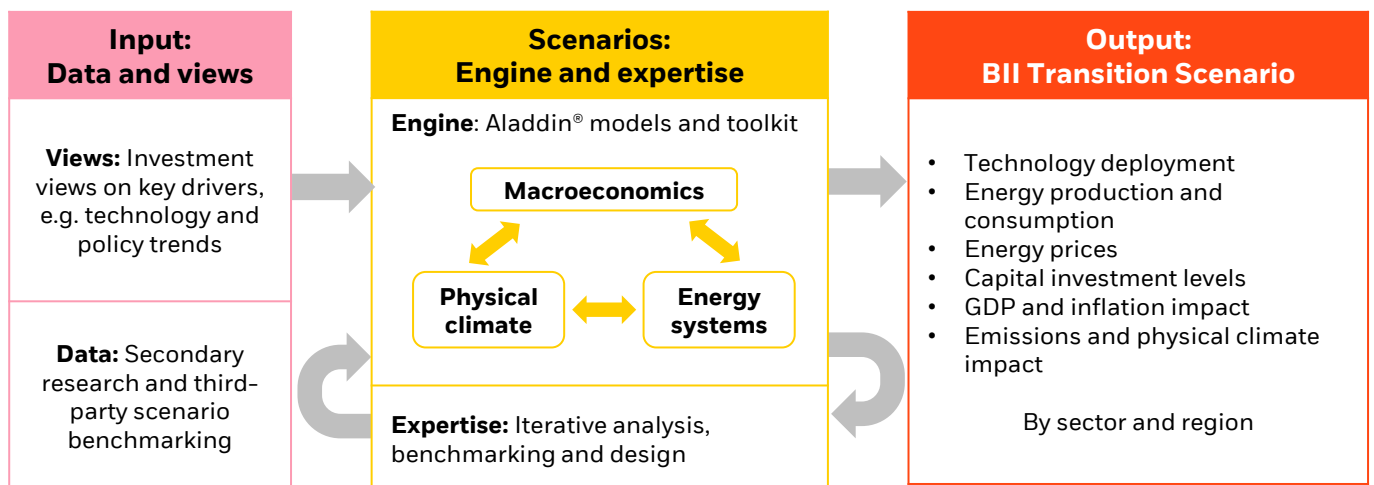 Input:
Data and views
Views: Investment
views on key drivers,
e.g. technology and
policy trends
Data: Secondary
research and third-
party scenario
benchmarking
Scenarios:
Engine and expertise
Engine: Aladdin® models and toolkit
Macroeconomics
Physical
climate
Energy
systems
Expertise: Iterative analysis,
benchmarking and design
Output:
BII Transition Scenario
• Technology deployment
• Energy production and
consumption
• Energy prices
• Capital investment levels
• GDP and inflation impact
• Emissions and physical climate
impact
By sector and region